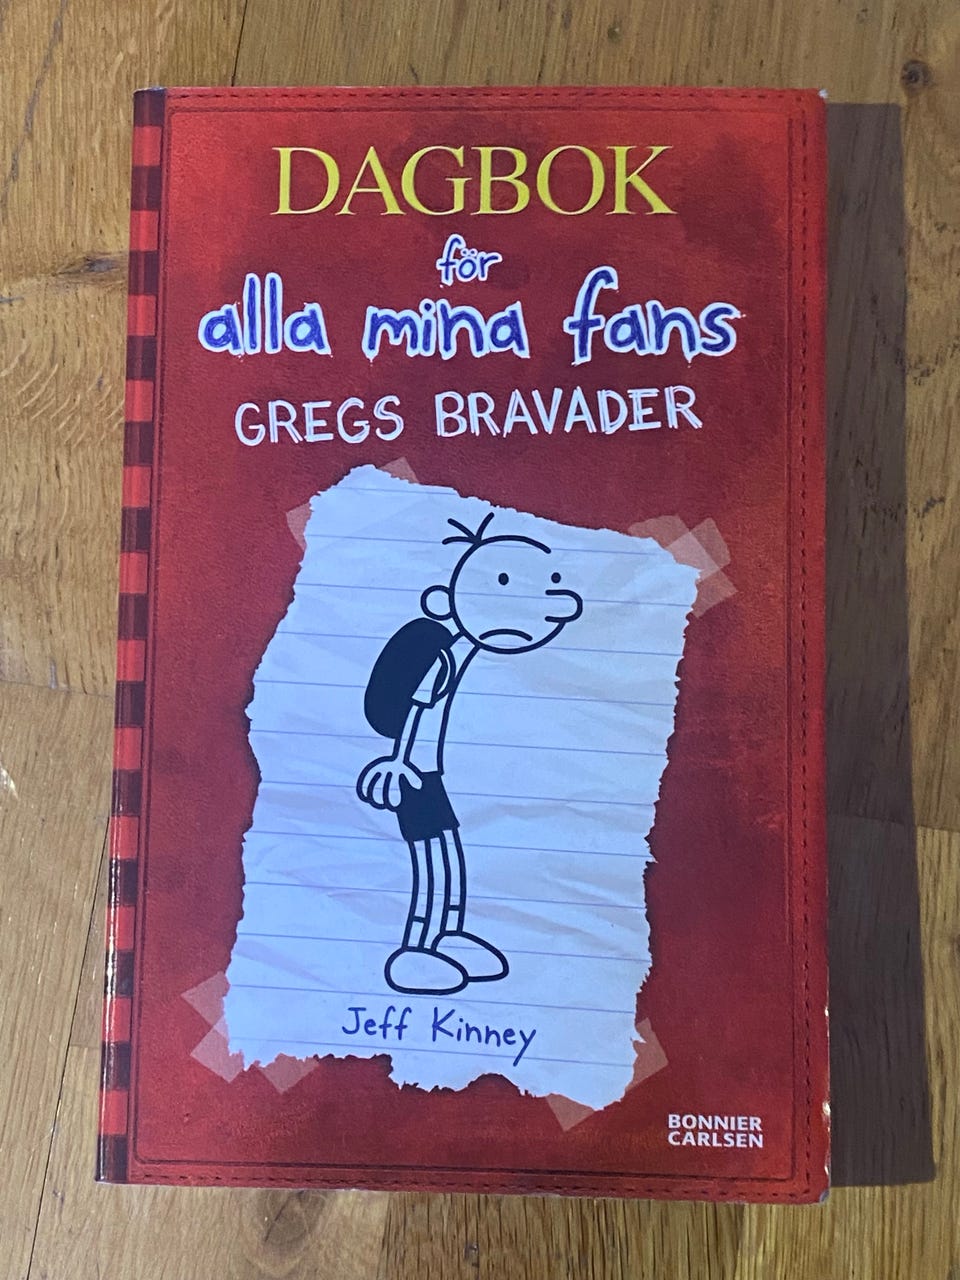 DAGBOK
för
alla mina fans
GREGS BRAVADER
Jeff Kinney
BONNIER
CARLSEN